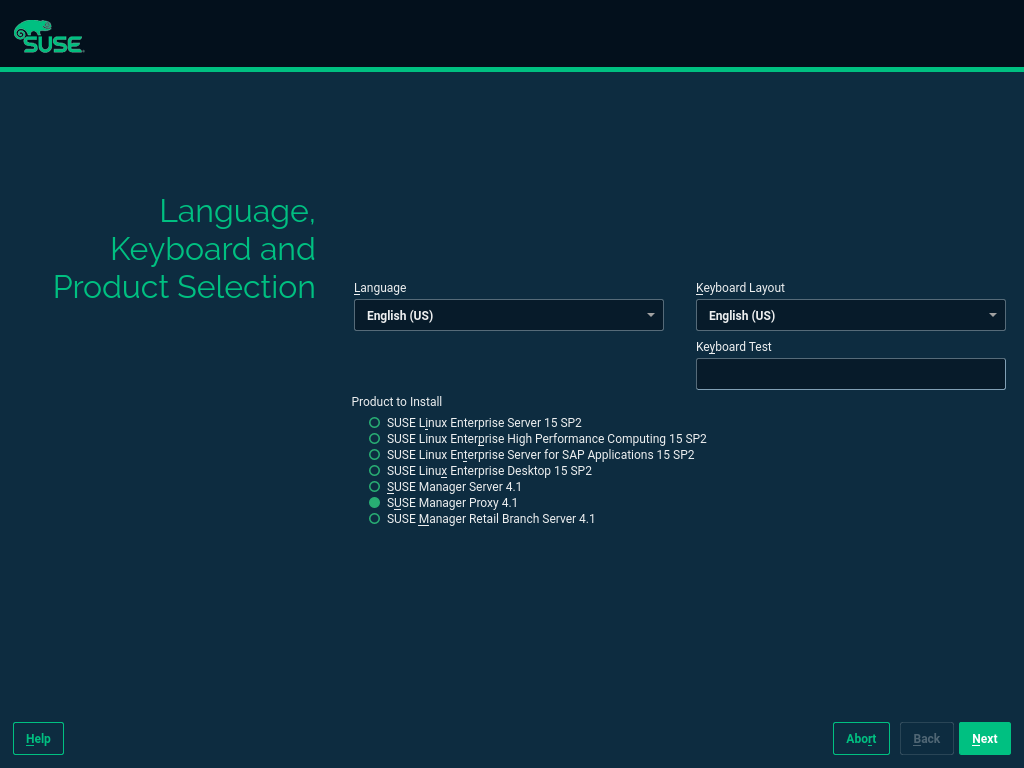 SUSE
Language,
Keyboard and
Product Selection
Language
Keyboard Layout
English (US)
English (US)
Keyboard Test
Product to Install
SUSE Linux Enterprise Server 15 SP2
SUSE Linux Enterprise High Performance Computing 15 SP2
SUSE Linux Enterprise Server for SAP Applications 15 SP2
SUSE Linux Enterprise Desktop 15 SP2
SUSE Manager Server 4.1
SUSE Manager Proxy 4.1
SUSE Manager Retail Branch Server 4.1
Help
Abort
Back
Next